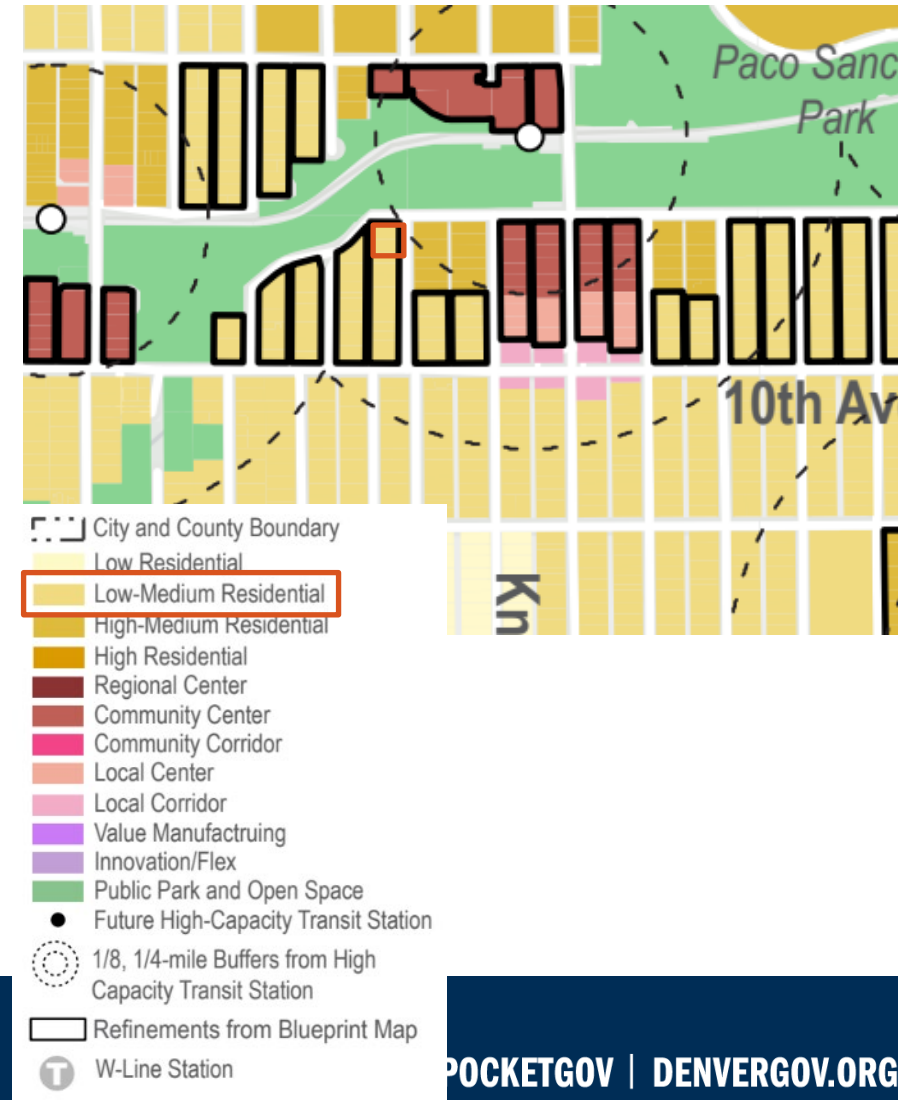 Paco Sanc
Park
10th Av
Kn
City and County Boundary
Low Residential
Low-Medium Residential
High-Medium Residential
High Residential
Regional Center
Community Center
Community Corridor
Local Center
Local Corridor
Value Manufactruing
Innovation/Flex
Public Park and Open Space
Future High-Capacity Transit Station
1/8, 1/4-mile Buffers from High
Capacity Transit Station
Refinements from Blueprint Map
T W-Line Station
POCKETGOV | DENVERGOV.ORG